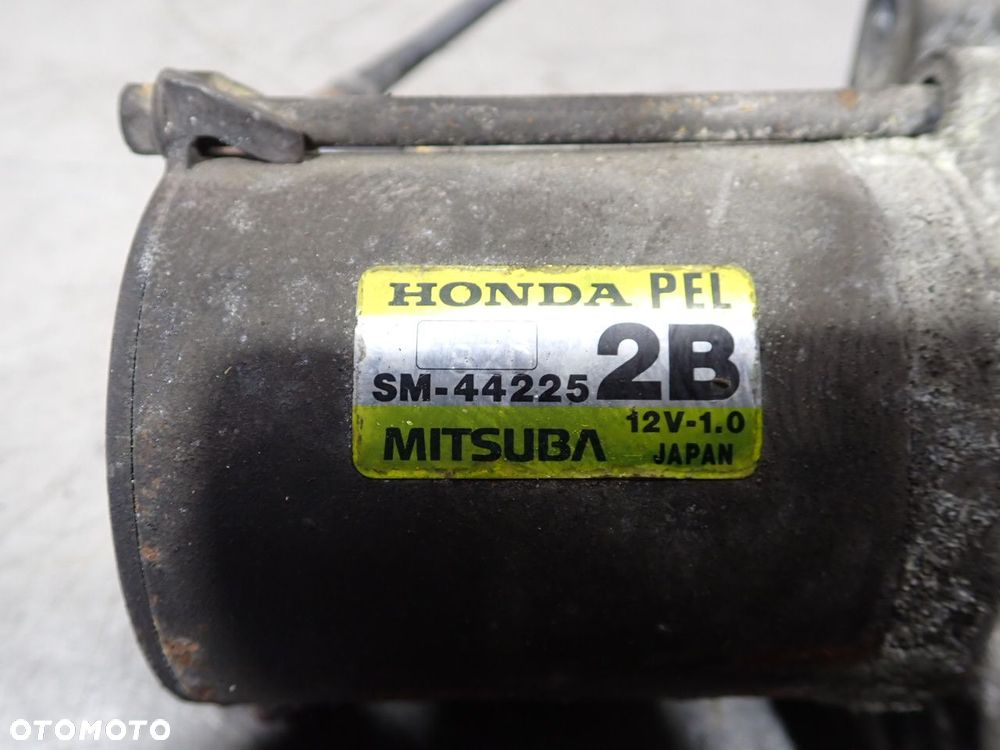 HONDA PEL
2B
SM-44225
12V-1.0
MITSUBA
JAPAN
OTOMOTO